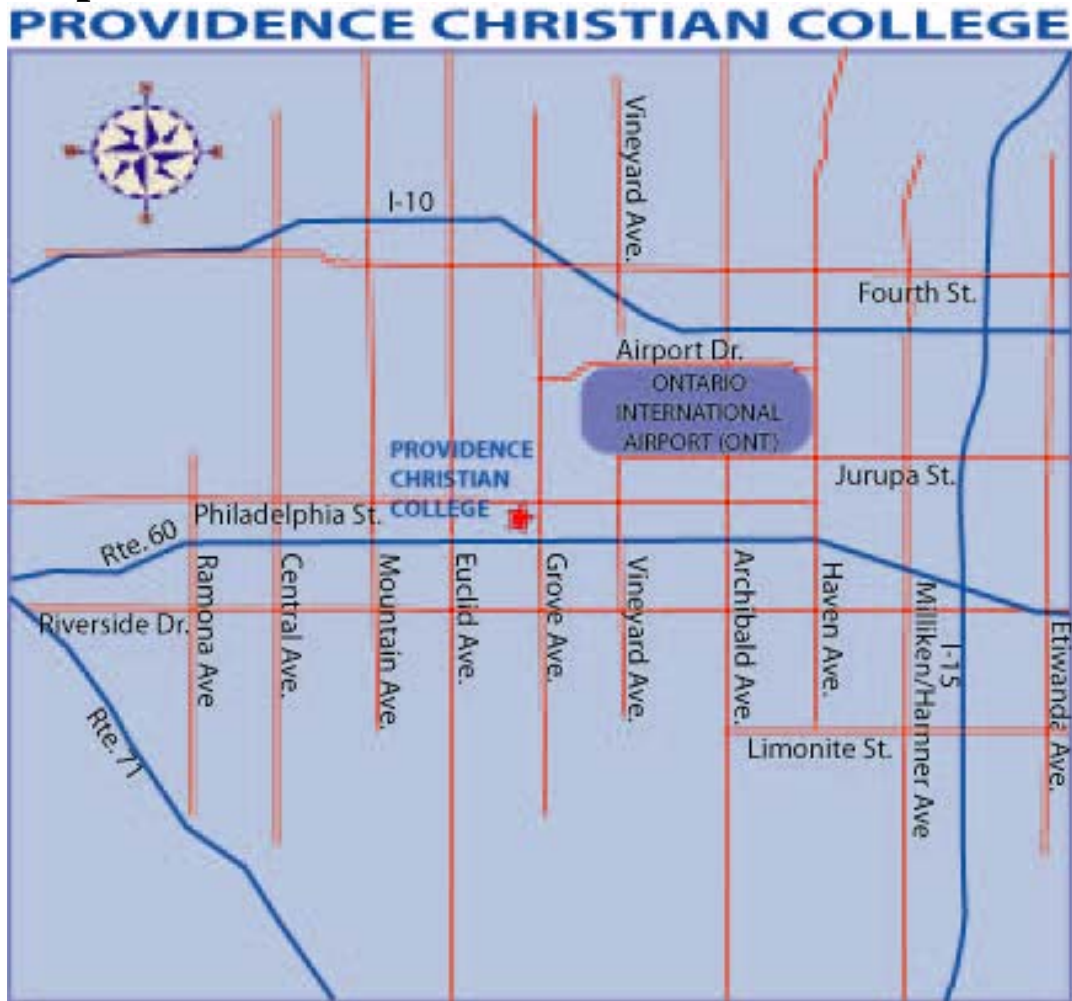 PROVIDENCE CHRISTIAN COLLEGE
Vineyard Ave.
I-10
Fourth St.
Airport Dr.
ONTARIO
INTERNATIONAL
AIRPORT (ONT)
PROVIDENCE
CHRISTIAN
COLLEGE
Jurupa St.
Philadelphia St.
Rte. 60
Ramona Ave
Central Ave.
Mountain Ave.
Euclid Ave.
Grove Ave.
Vineyard Ave.
Archibald Ave.
Haven Ave.
Milliken/Hamner Ave
I-15
Etiwanda Ave.
Riverside Dr.
Rte. 71
Limonite St.